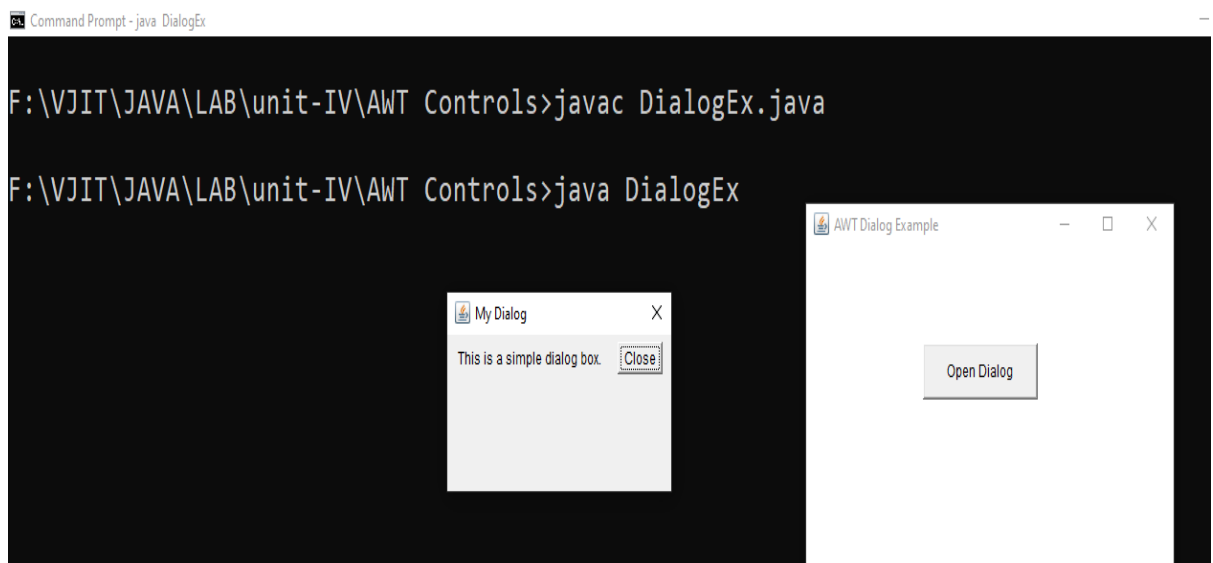 Command Prompt - java DialogEx
F:\VJIT\JAVA\LAB\unit-IV\AWT Controls>javac DialogEx.java
F:\VJIT\JAVA\LAB\unit-IV\AWT Controls>java DialogEx
AWT Dialog Example
My Dialog
This is a simple dialog box. Close
Open Dialog